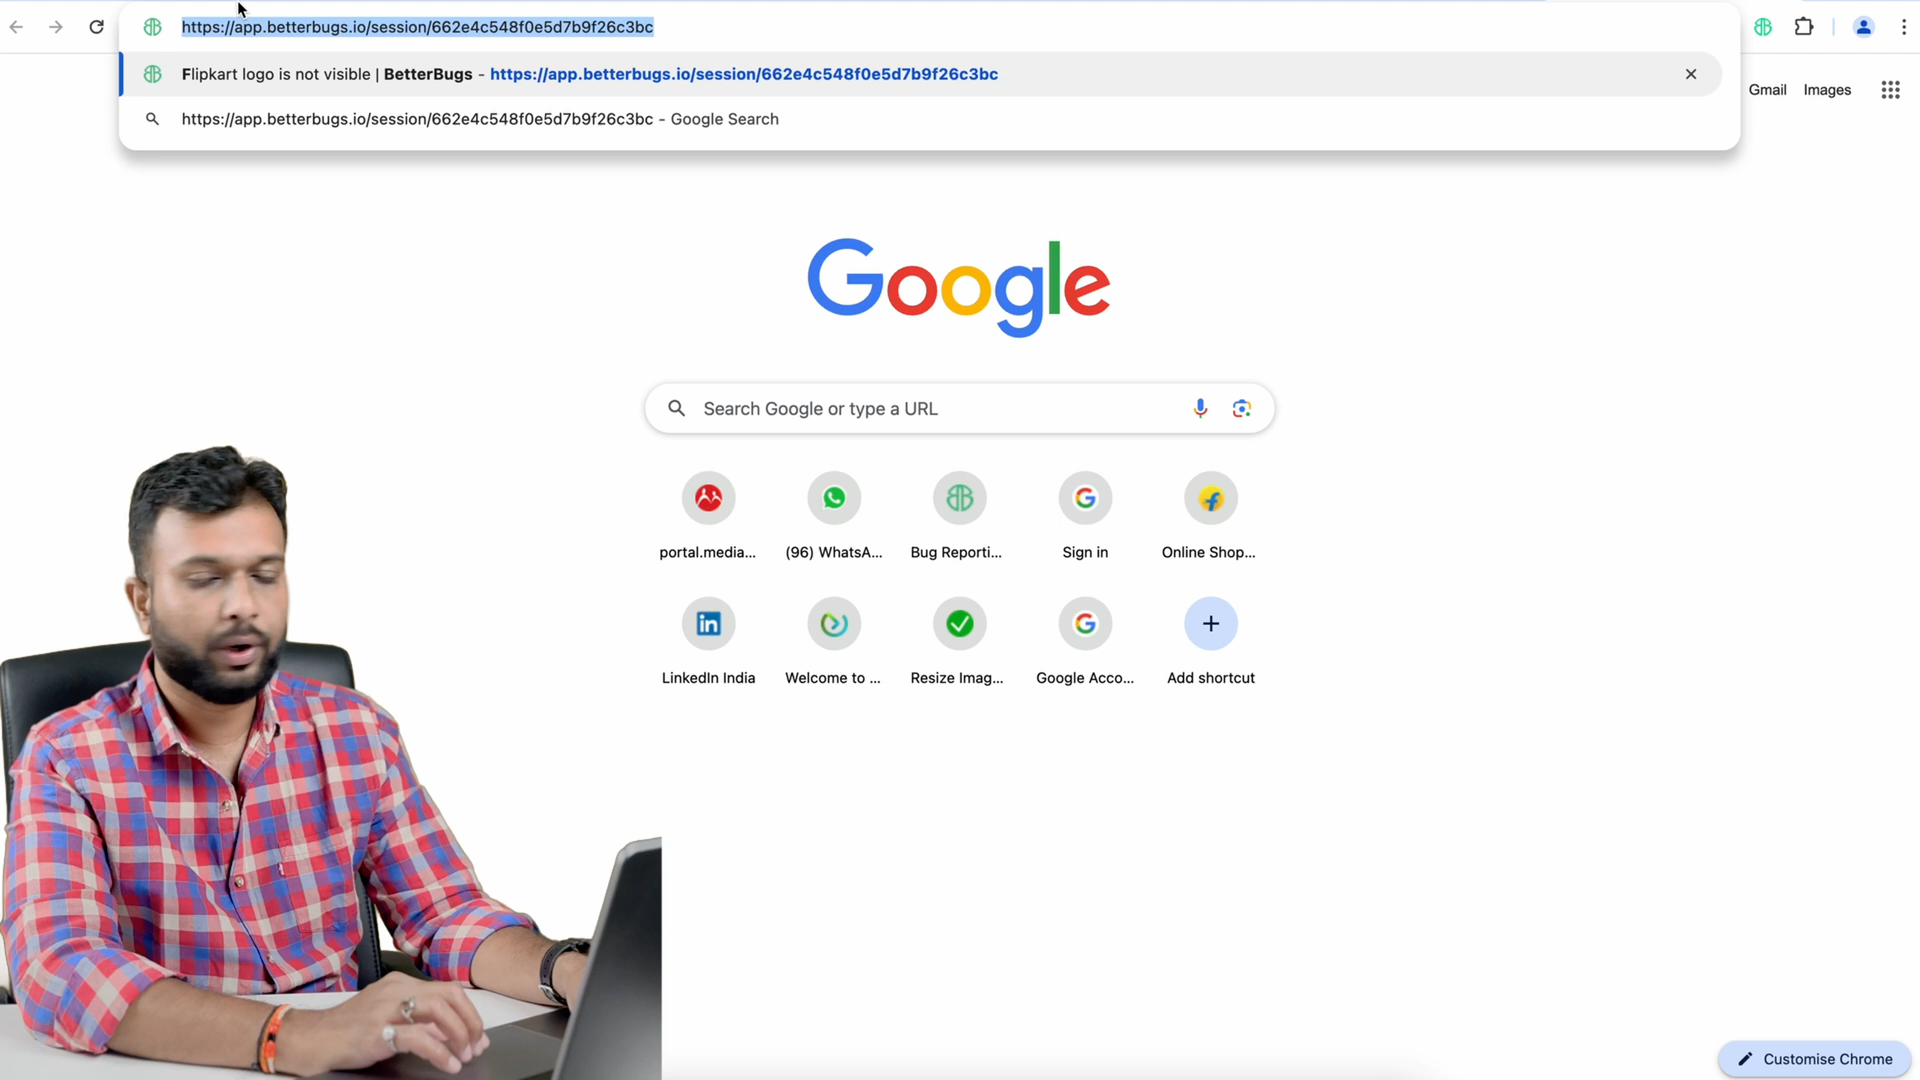 https://app.betterbugs.io/session/662e4c548f0e5d7b9f26c3bc
Flipkart logo is not visible | BetterBugs - https://app.betterbugs.io/session/662e4c548f0e5d7b9f26c3bc
https://app.betterbugs.io/session/662e4c548f0e5d7b9f26c3bc - Google Search
Gmail Images
Google
Search Google or type a URL
portal.media... (96) WhatsA... Bug Reporti... Sign in Online Shop...
LinkedIn India Welcome to ... Resize Imag... Google Acco... Add shortcut
Customise Chrome